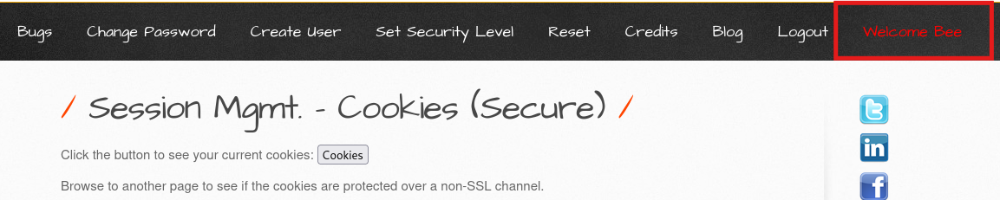 Bugs Change Password Create User Set Security Level Reset Credits Blog Logout Welcome Bee
/ Session Mgmt. - Cookies (Secure) /
Click the button to see your current cookies: Cookies
Browse to another page to see if the cookies are protected over a non-SSL channel.
t
in
f